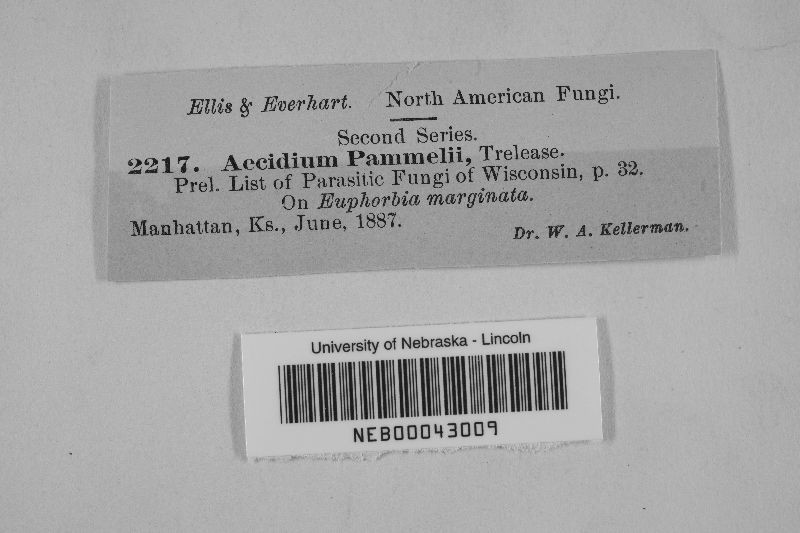 Ellis & Everhart. North American Fungi.
Second Series.
2217. Aecidium Pammelii, Trelease.
Prel. List of Parasitic Fungi of Wisconsin, p. 32.
On Euphorbia marginata.
Manhattan, Ks., June, 1887.
Dr. W. A. Kellerman.
University of Nebraska - Lincoln
NEB00043009